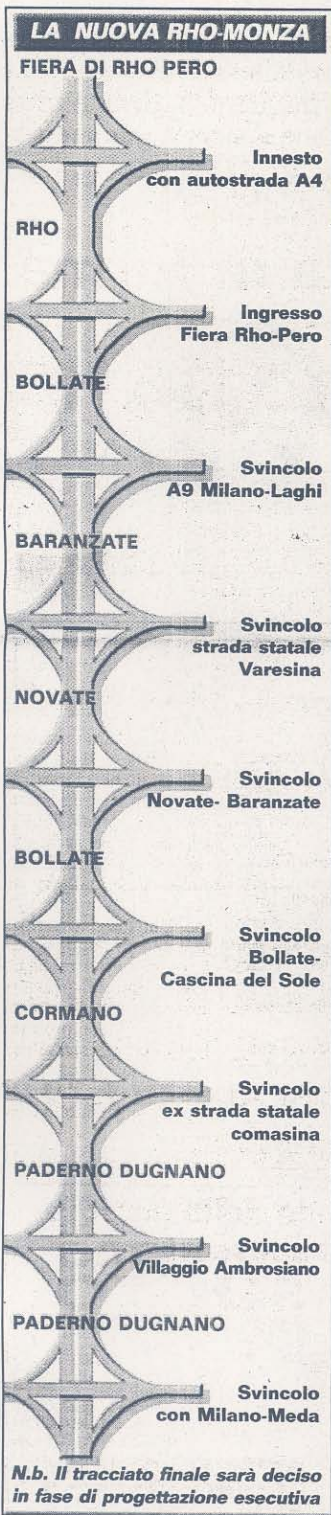 LA NUOVA RHO-MONZA
FIERA DI RHO PERO
Innesto
con autostrada A4
RHO
Ingresso
Fiera Rho-Pero
BOLLATE
Svincolo
A9 Milano-Laghi
BARANZATE
Svincolo
strada statale
Varesina
NOVATE
Svincolo
Novate- Baranzate
BOLLATE
Svincolo
Bollate-
Cascina del Sole
CORMANO
Svincolo
ex strada statale
comasina
PADERNO DUGNANO
Svincolo
Villaggio Ambrosiano
PADERNO DUGNANO
Svincolo
con Milano-Meda
N.b. Il tracciato finale sarà deciso
in fase di progettazione esecutiva